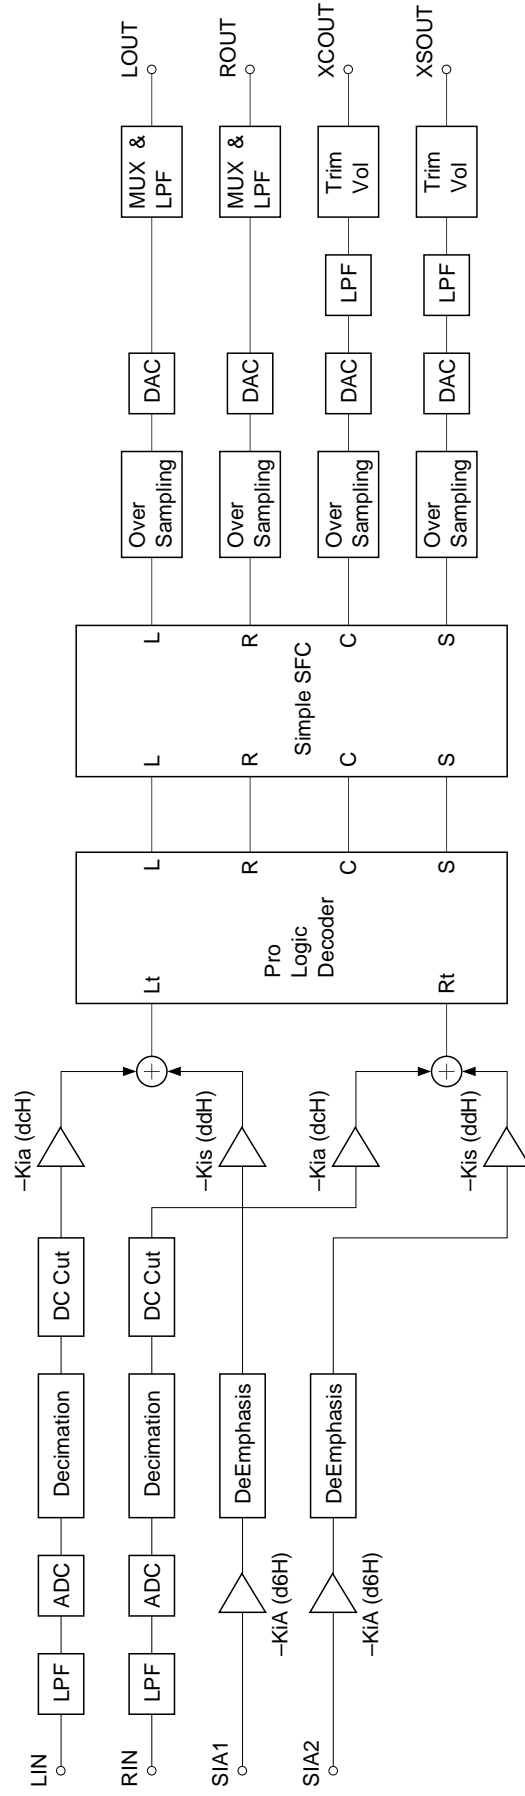 LIN
LPF
ADC
Decimation
DC Cut
–Kia (dcH)
RIN
LPF
ADC
Decimation
DC Cut
–Kis (ddH)
SIA1
–KiA (d6H)
DeEmphasis
–Kia (dcH)
SIA2
–KiA (d6H)
DeEmphasis
–Kis (ddH)
Lt
Rt
Pro
Logic
Decoder
L
R
C
S
L
R
C
S
Simple SFC
L
R
C
S
Over
Sampling
DAC
MUX &
LPF
LOUT
Over
Sampling
DAC
MUX &
LPF
ROUT
Over
Sampling
DAC
LPF
Trim
Vol
XCOUT
Over
Sampling
DAC
LPF
Trim
Vol
XSOUT